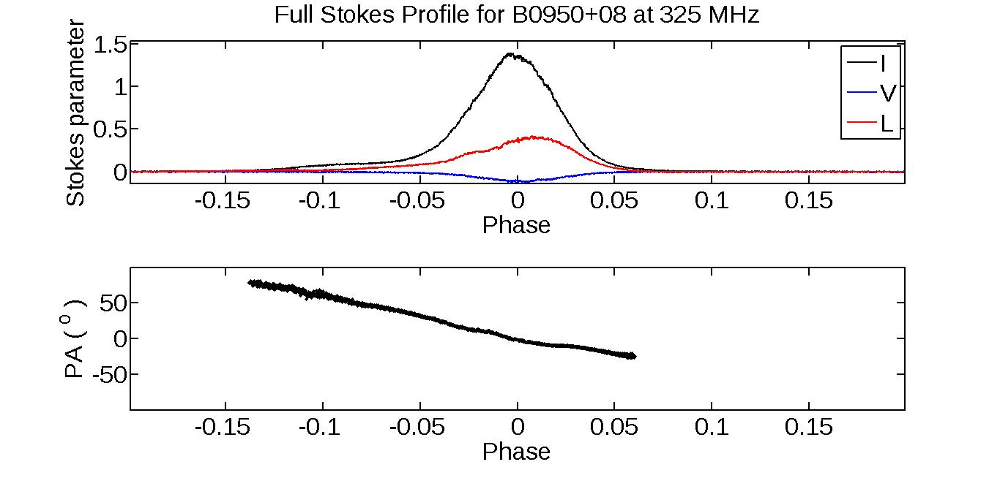 Full Stokes Profile for B0950+08 at 325 MHz
Stokes parameter
1.5
1
0.5
0
I
V
L
-0.15 -0.1 -0.05 0 0.05 0.1 0.15
Phase
PA ( o )
50
0
-50
-0.15 -0.1 -0.05 0 0.05 0.1 0.15
Phase